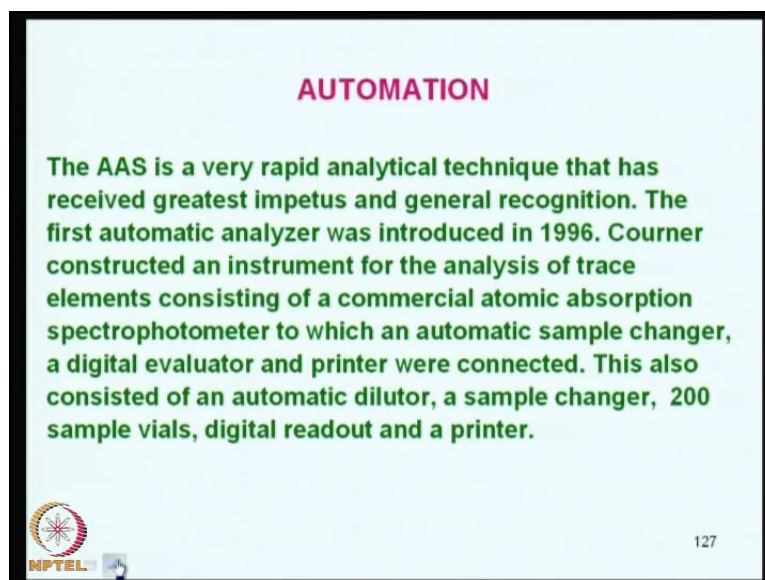 AUTOMATION
The AAS is a very rapid analytical technique that has
received greatest impetus and general recognition. The
first automatic analyzer was introduced in 1996. Courner
constructed an instrument for the analysis of trace
elements consisting of a commercial atomic absorption
spectrophotometer to which an automatic sample changer,
a digital evaluator and printer were connected. This also
consisted of an automatic dilutor, a sample changer, 200
sample vials, digital readout and a printer.
127
NPTEL